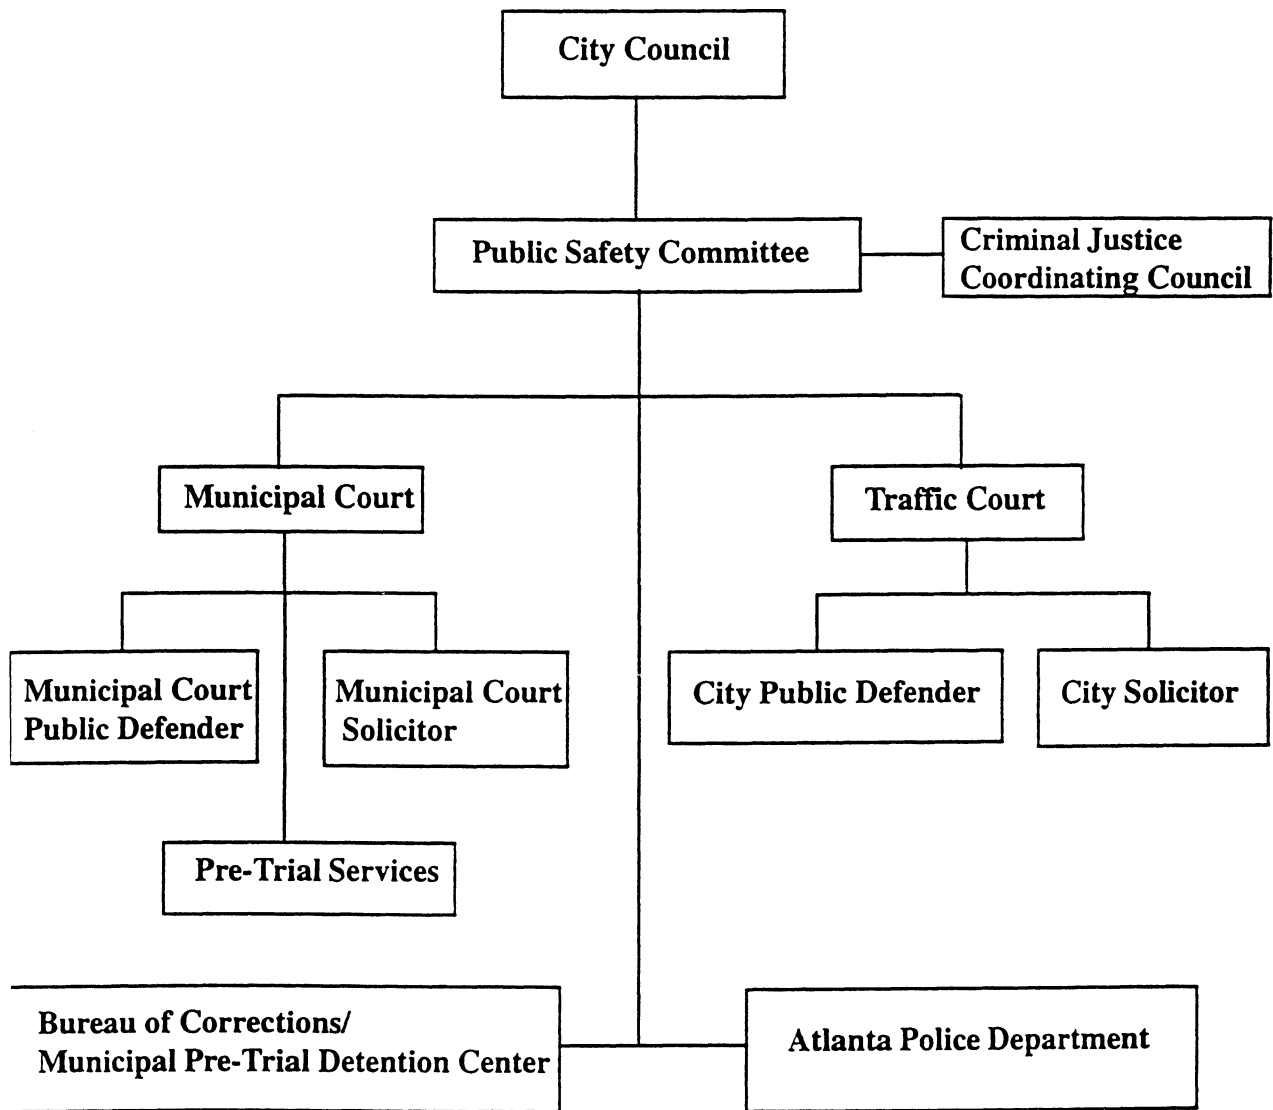 City Council
Public Safety Committee
Criminal Justice
Coordinating Council
Municipal Court
Traffic Court
Municipal Court
Public Defender
Municipal Court
Solicitor
City Public Defender
City Solicitor
Pre-Trial Services
Bureau of Corrections/
Municipal Pre-Trial Detention Center
Atlanta Police Department